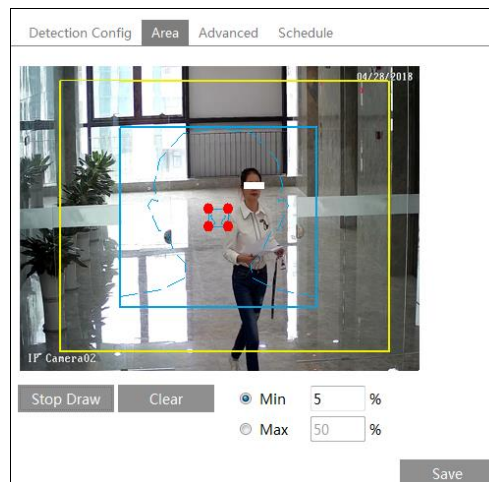 Detection Config Area Advanced Schedule
04/28/2018
IP Camera02
Stop Draw Clear Min 5 %
Max 50 %
Save